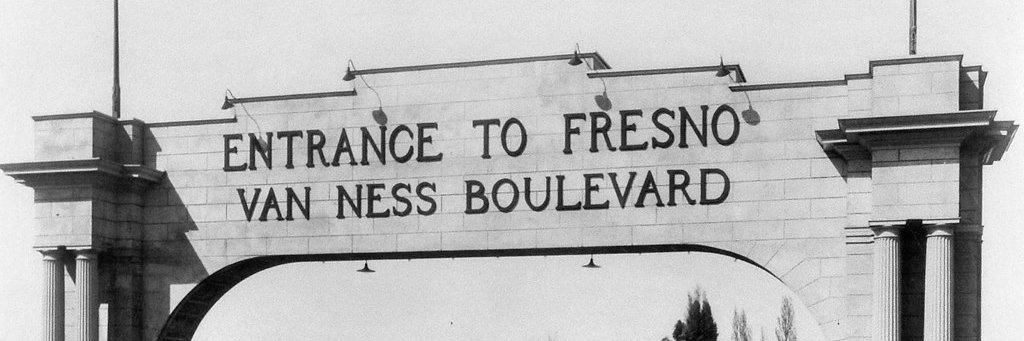 ENTRANCE TO FRESNO
VAN NESS BOULEVARD